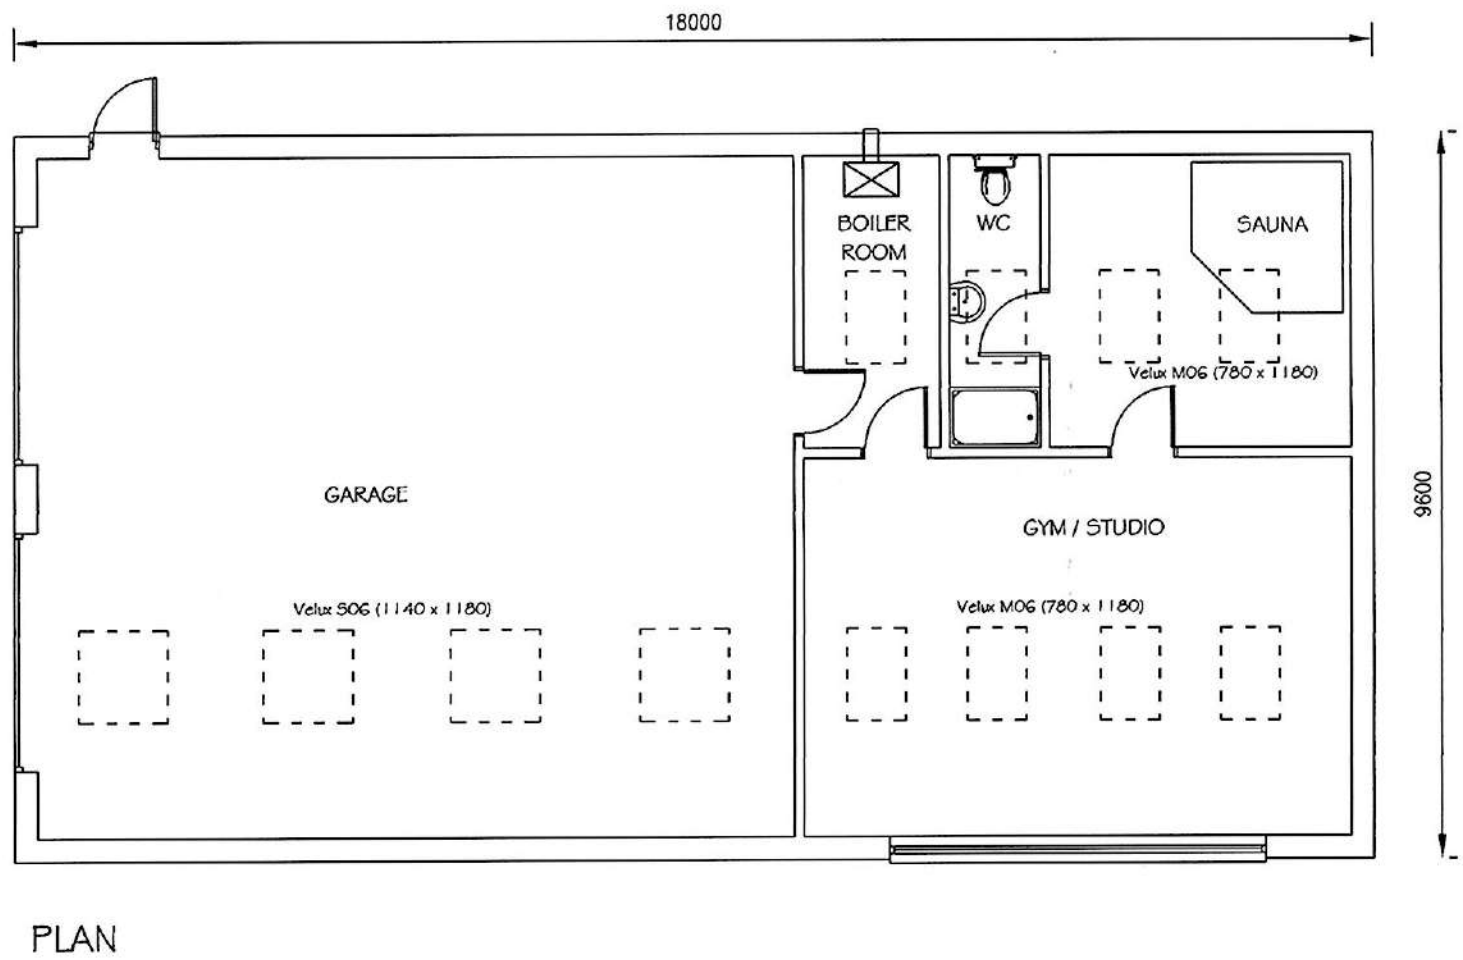 18000
BOILER
ROOM
WC
SAUNA
Velux M06 (780 x 1180)
9600
GARAGE
GYM / STUDIO
Velux S06 (1140 x 1180)
Velux M06 (780 x 1180)
PLAN